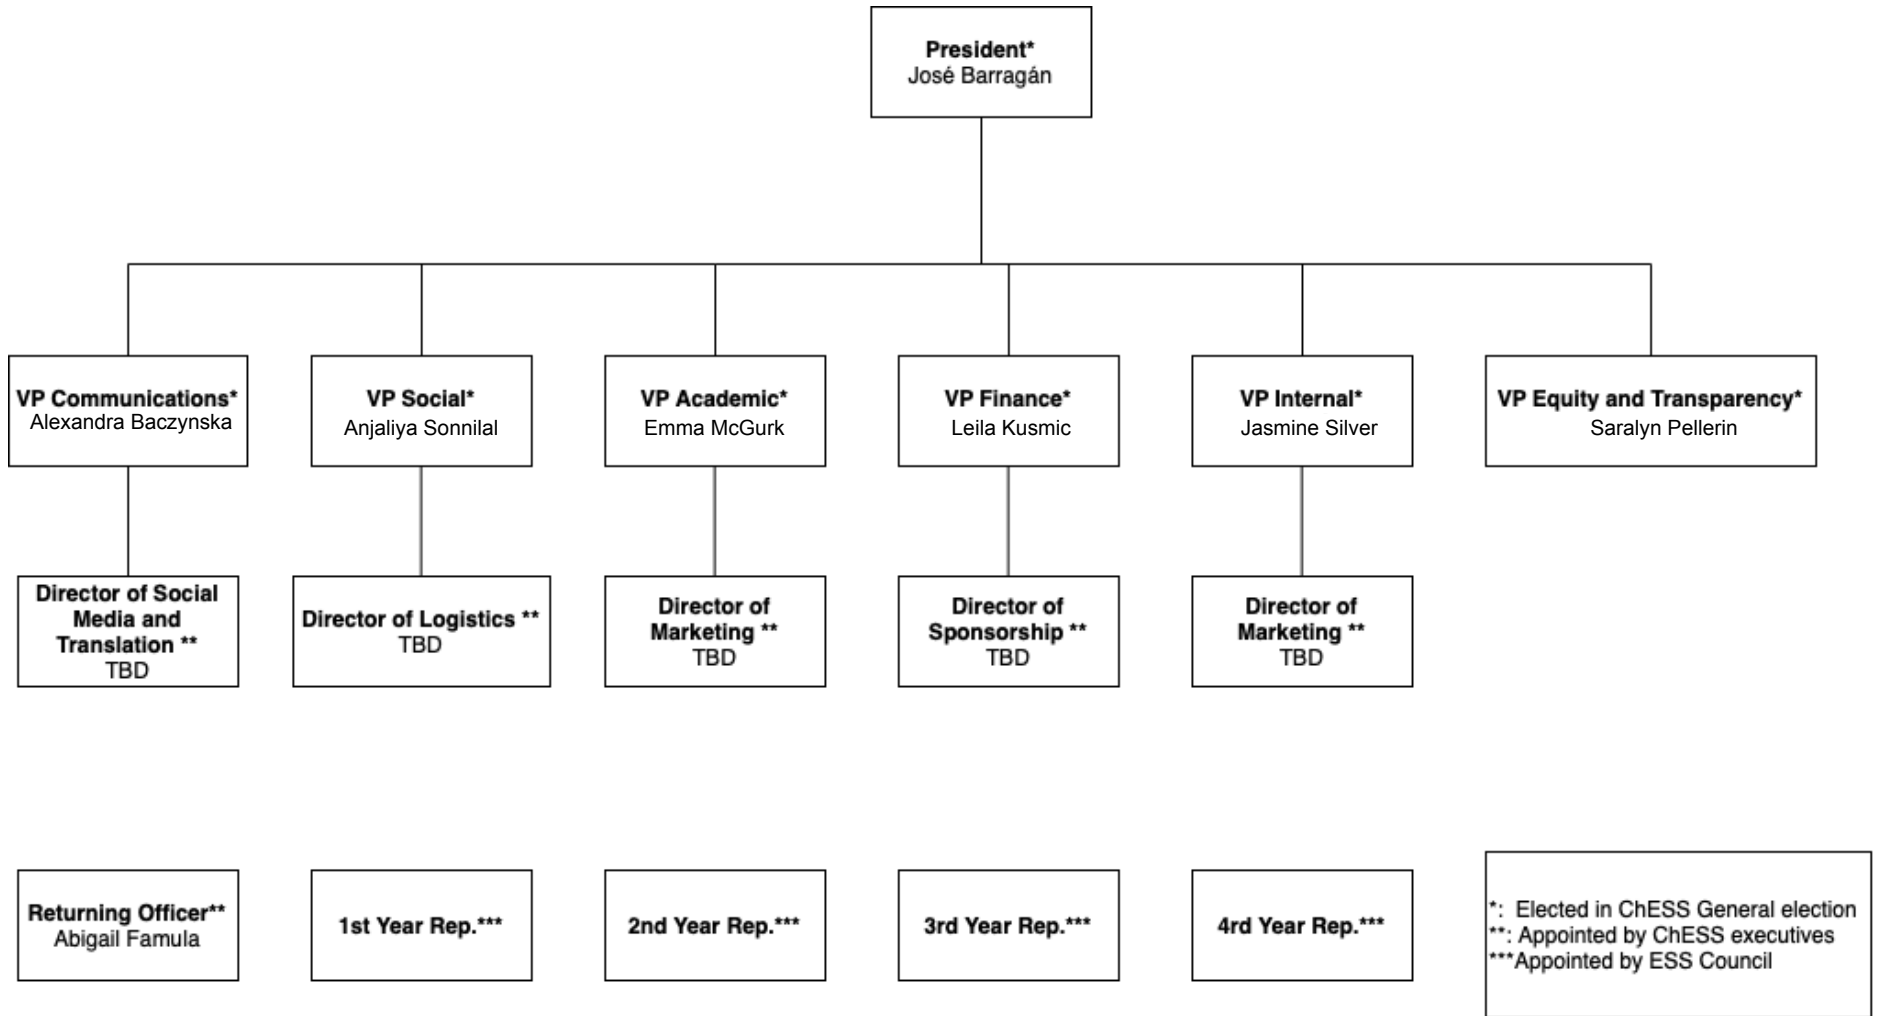 President*
José Barragán
VP Communications*
Alexandra Baczynska
VP Social*
Anjaliya Sonnilal
VP Academic*
Emma McGurk
VP Finance*
Leila Kusmic
VP Internal*
Jasmine Silver
VP Equity and Transparency*
Saralyn Pellerin
Director of Social
Media and
Translation **
TBD
Director of Logistics **
TBD
Director of
Marketing **
TBD
Director of
Sponsorship **
TBD
Director of
Marketing **
TBD
Returning Officer**
Abigail Famula
1st Year Rep.***
2nd Year Rep.***
3rd Year Rep.***
4rd Year Rep.***
*: Elected in ChESS General election
**: Appointed by ChESS executives
***Appointed by ESS Council